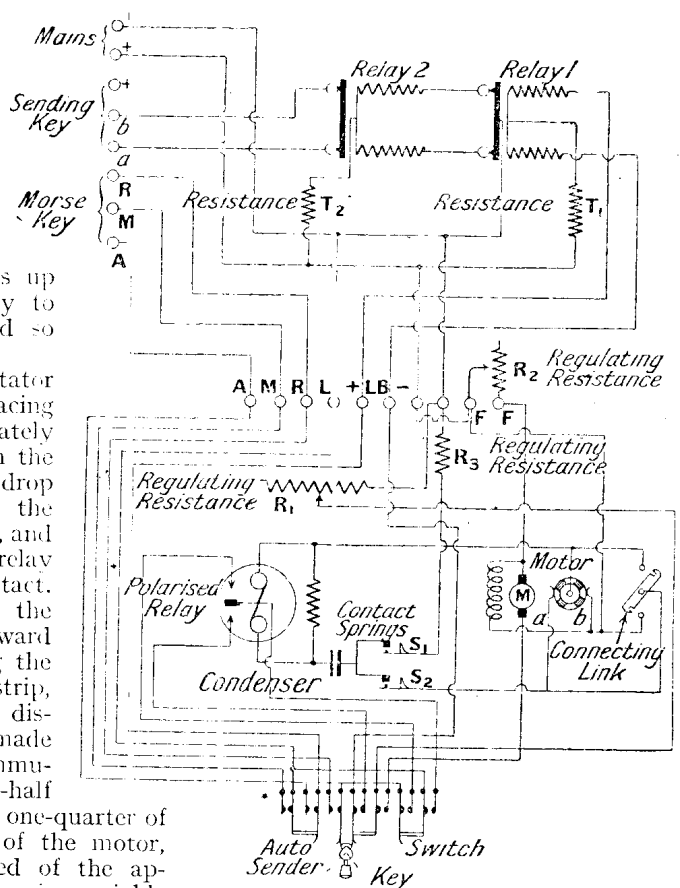 Mains
-
+
Relay 2
Relay 1
+
Sending
Key
b
a
Morse
Key
R
M
A
Resistance
T2
Resistance
T1
s up
y to
d so
tator
acing
ately
n the
drop
the
, and
relay
tact.
the
ward
g the
strip,
dis-
made
mmu-
-half
one-quarter of
of the motor,
ed of the ap-
A M R L + LB - F F
R2
Regulating
Resistance
Regulating
Resistance
R3
Regulating
Resistance
R1
Polarised
Relay
Contact
Springs
S1
S2
Condenser
Motor
M
a
b
Connecting
Link
Auto
Sender
Key
Switch